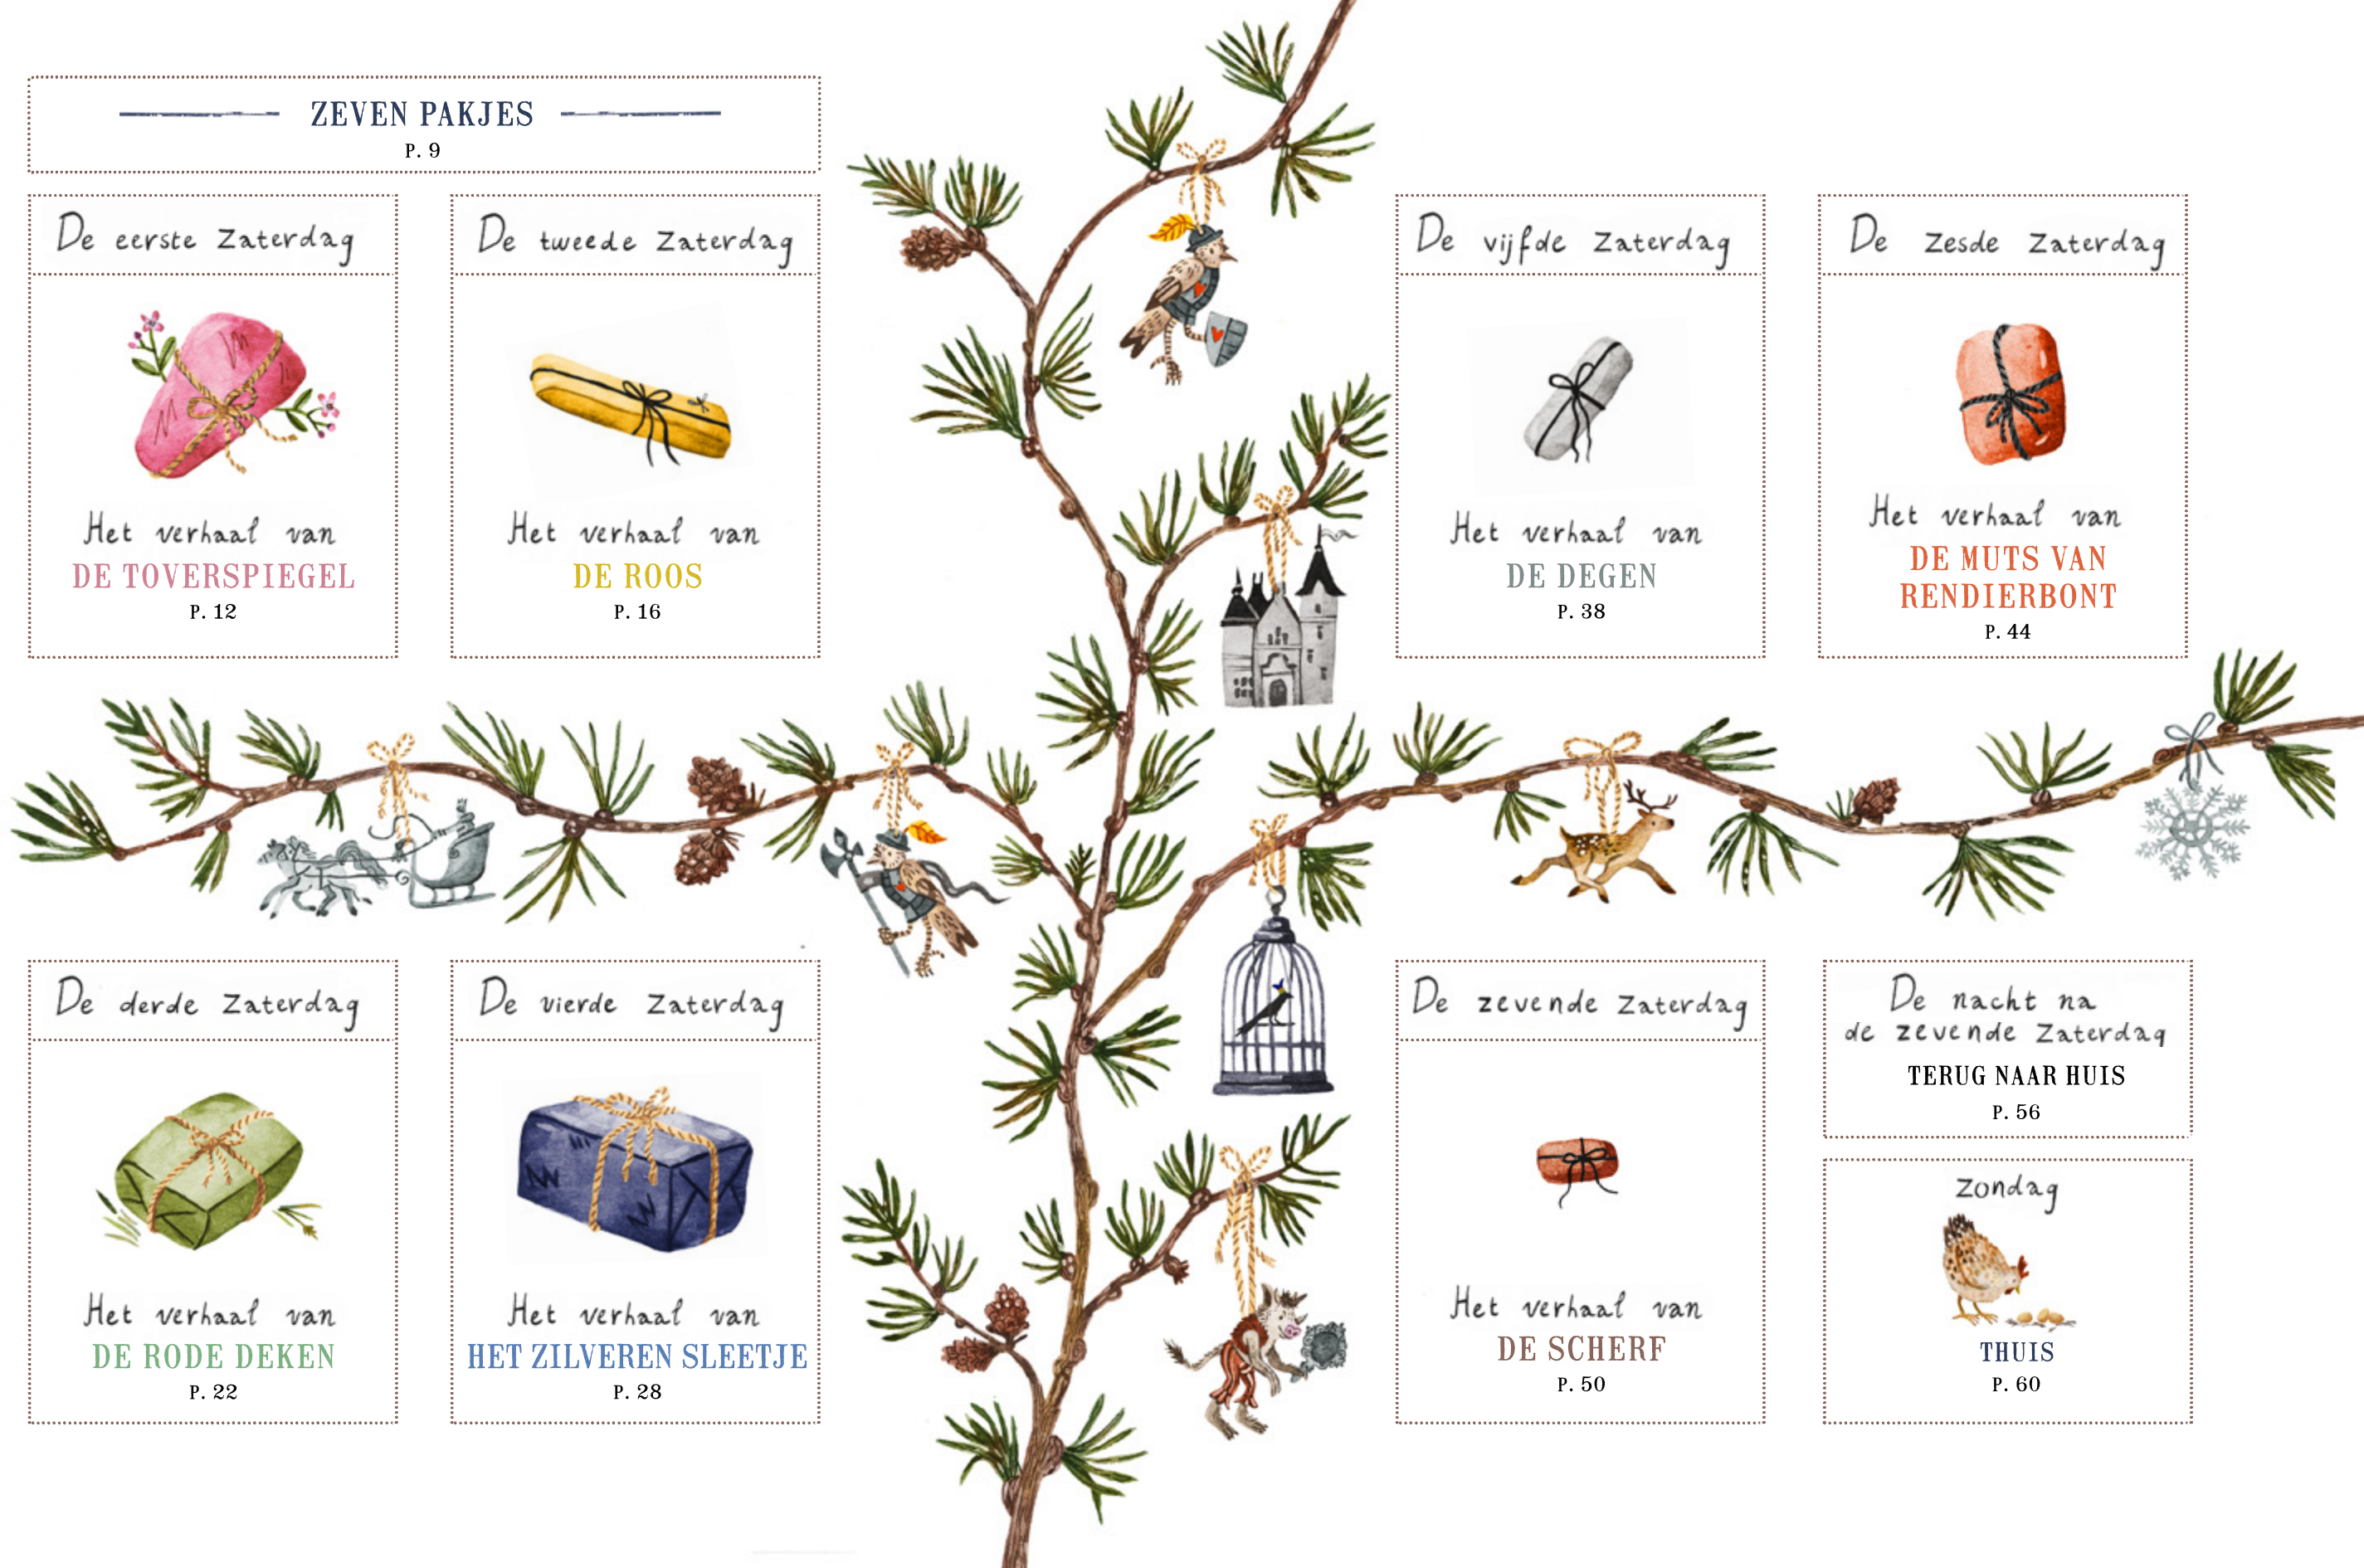 ZEVEN PAKJES
P. 9
De eerste Zaterdag
Het verhaal van
DE TOVERSPIEGEL
P. 12
De tweede Zaterdag
Het verhaal van
DE ROOS
P. 16
De derde Zaterdag
Het verhaal van
DE RODE DEKEN
P. 22
De vierde Zaterdag
Het verhaal van
HET ZILVEREN SLEETJE
P. 28
De vijfde Zaterdag
Het verhaal van
DE DEGEN
P. 38
De Zesde Zaterdag
Het verhaal van
DE MUTS VAN
RENDIERBONT
P. 44
De zevende Zaterdag
Het verhaal van
DE SCHERF
P. 50
De nacht na
de zevende Zaterdag
TERUG NAAR HUIS
P. 56
Zondag
THUIS
P. 60